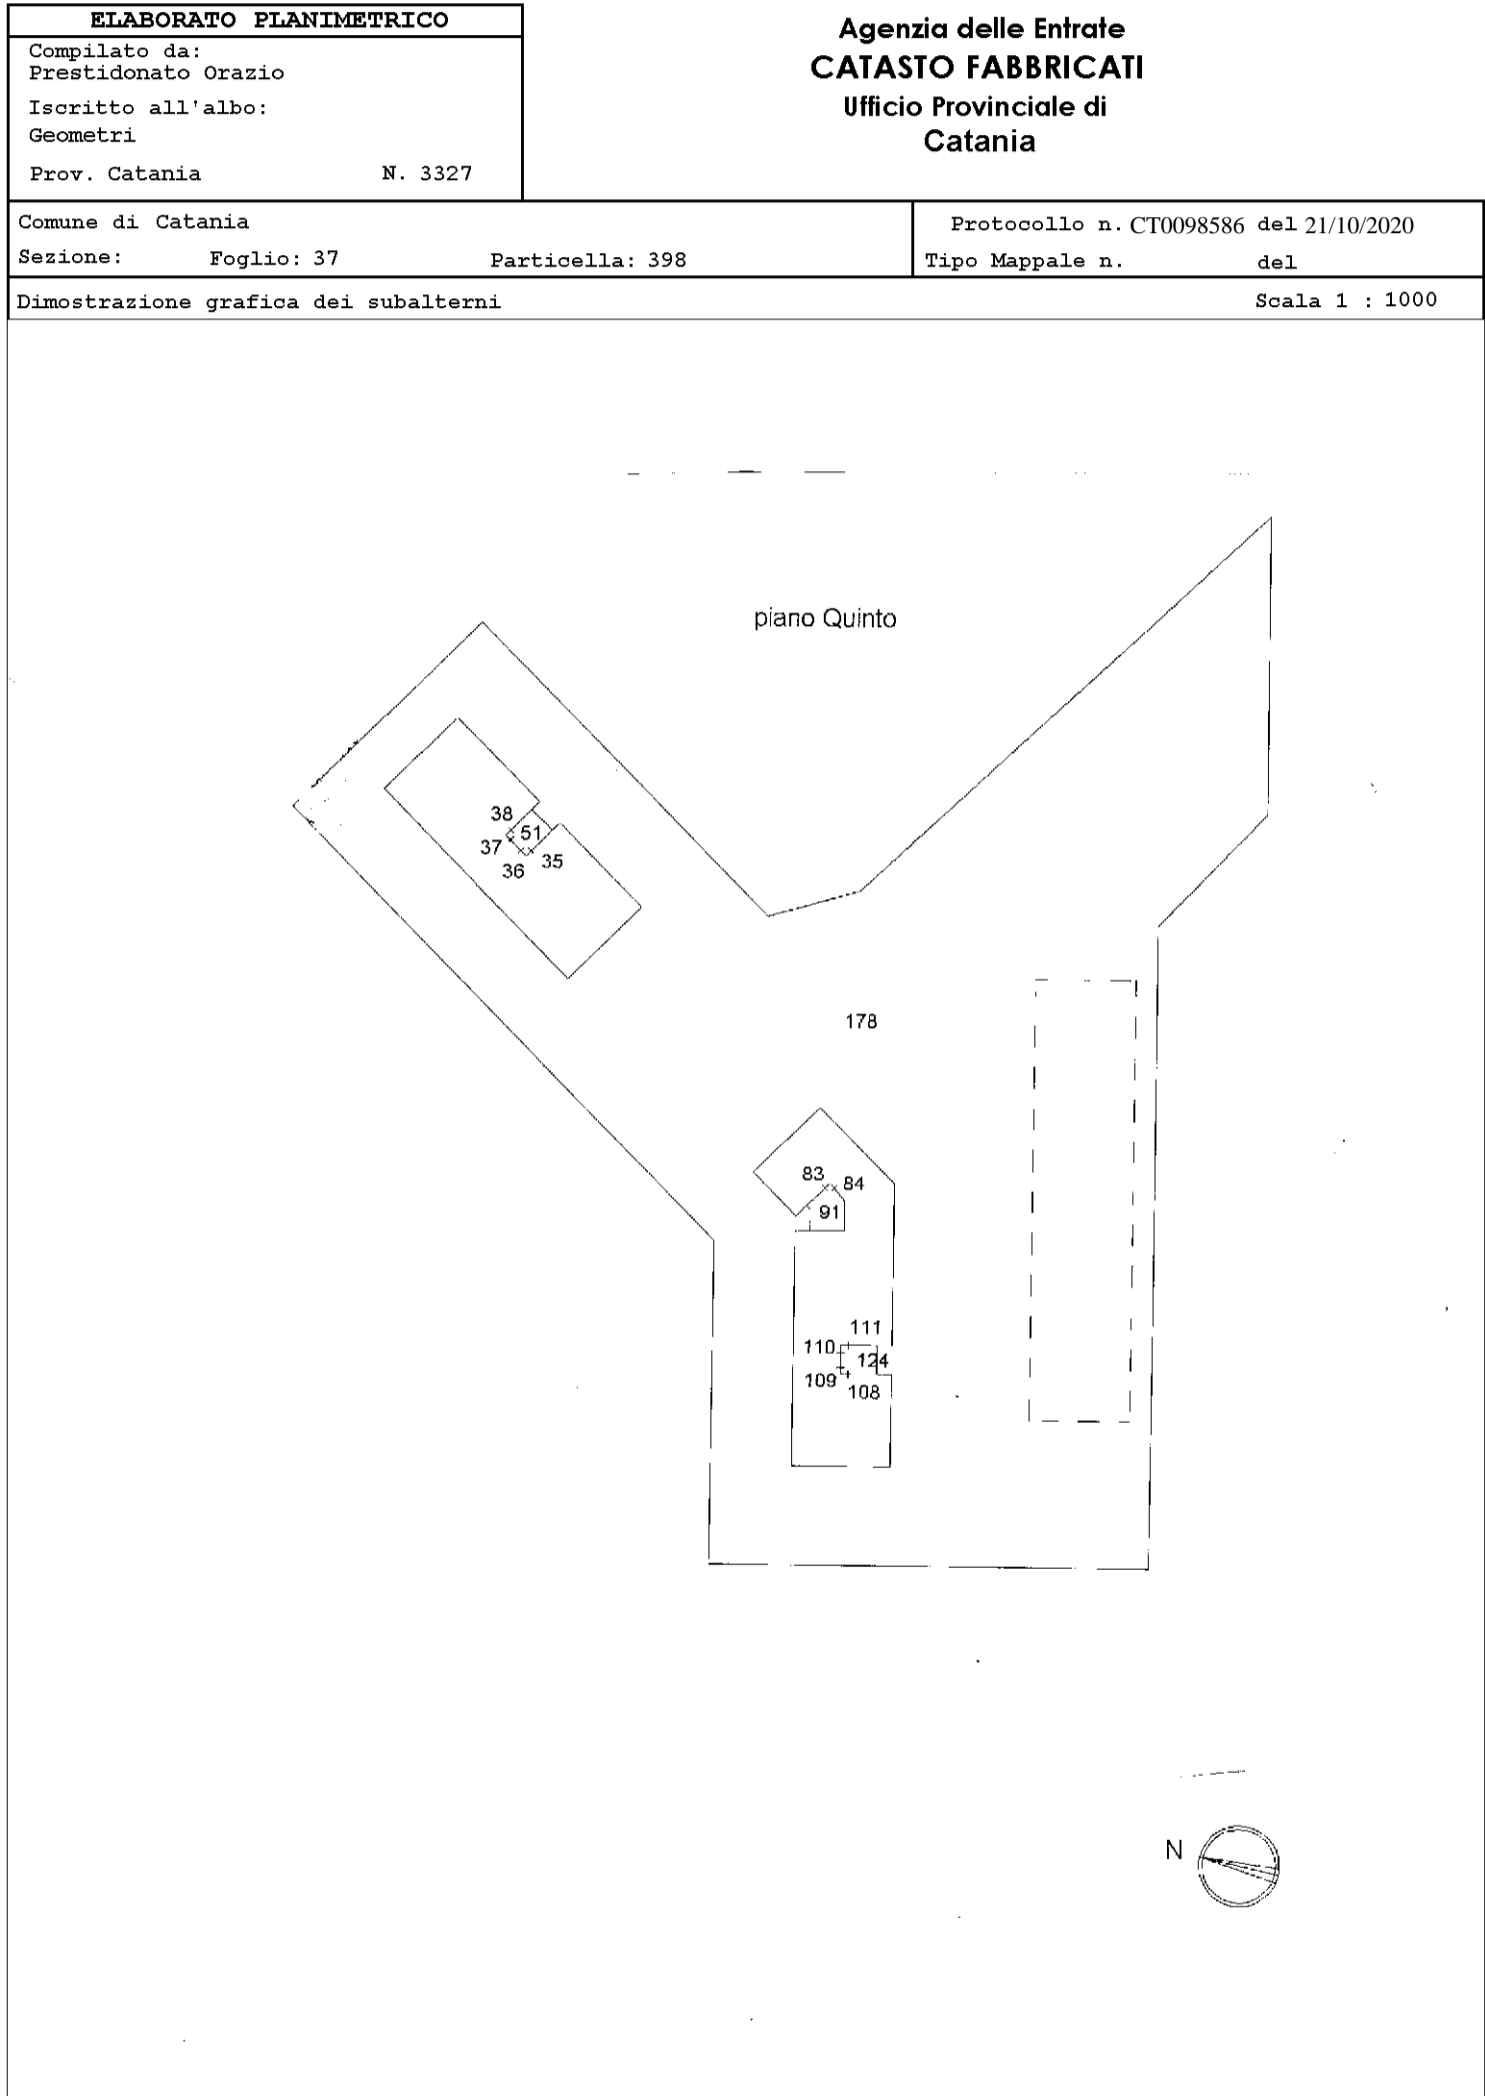 ELABORATO PLANIMETRICO
Compilato da:
Prestidonato Orazio
Iscritto all'albo:
Geometri
Prov. Catania N. 3327
Agenzia delle Entrate
CATASTO FABBRICATI
Ufficio Provinciale di
Catania
Comune di Catania
Sezione: Foglio: 37 Particella: 398
Protocollo n. CT0098586 del 21/10/2020
Tipo Mappale n. del
Dimostrazione grafica dei subalterni Scala 1 : 1000
piano Quinto
38
51
37
35
36
178
83
84
91
111
110
124
109
108
N